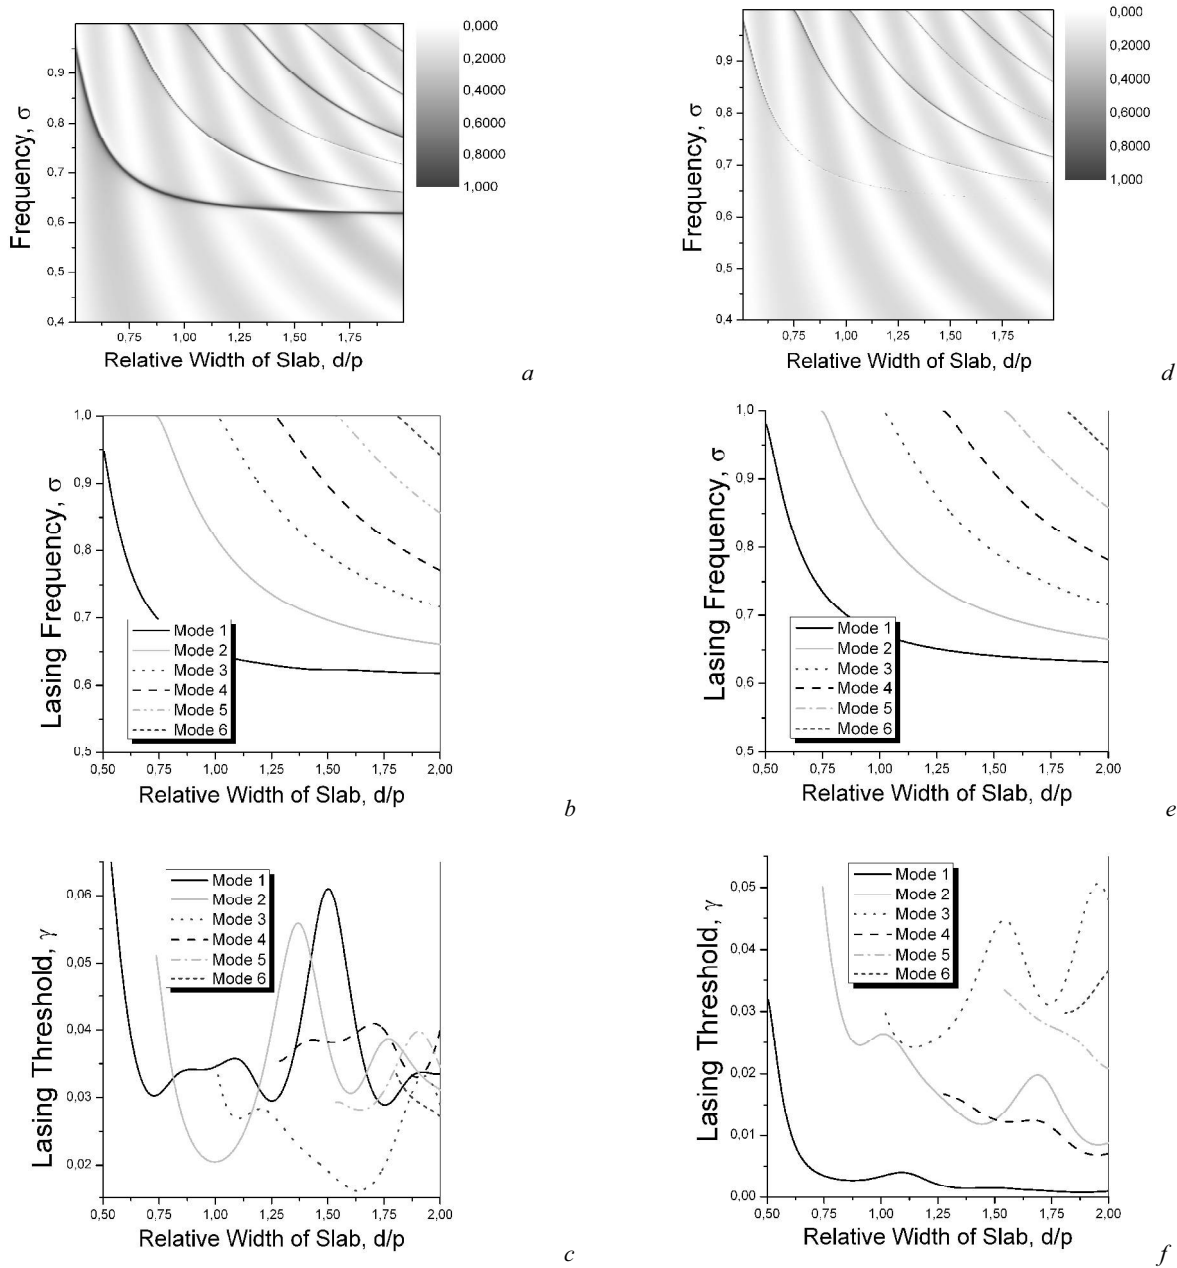 0,9
0,8
0,7
0,6
0,5
0,4
0,75
1,00
1,25
1,50
1,75
Frequency, σ
Relative Width of Slab, d/p
0,000
0,2000
0,4000
0,6000
0,8000
1,000
a
0,9
0,8
0,7
0,6
0,5
0,4
0,75
1,00
1,25
1,50
1,75
Frequency, σ
Relative Width of Slab, d/p
0,000
0,2000
0,4000
0,6000
0,8000
1,000
d
1,0
0,9
0,8
0,7
0,6
0,5
0,50
0,75
1,00
1,25
1,50
1,75
2,00
Lasing Frequency, σ
Relative Width of Slab, d/p
Mode 1
Mode 2
Mode 3
Mode 4
Mode 5
Mode 6
b
1,0
0,9
0,8
0,7
0,6
0,5
0,50
0,75
1,00
1,25
1,50
1,75
2,00
Lasing Frequency, σ
Relative Width of Slab, d/p
Mode 1
Mode 2
Mode 3
Mode 4
Mode 5
Mode 6
e
0,06
0,05
0,04
0,03
0,02
0,50
0,75
1,00
1,25
1,50
1,75
2,00
Lasing Threshold, γ
Relative Width of Slab, d/p
Mode 1
Mode 2
Mode 3
Mode 4
Mode 5
Mode 6
c
0,05
0,04
0,03
0,02
0,01
0,00
0,50
0,75
1,00
1,25
1,50
1,75
2,00
Lasing Threshold, γ
Relative Width of Slab, d/p
Mode 1
Mode 2
Mode 3
Mode 4
Mode 5
Mode 6
f